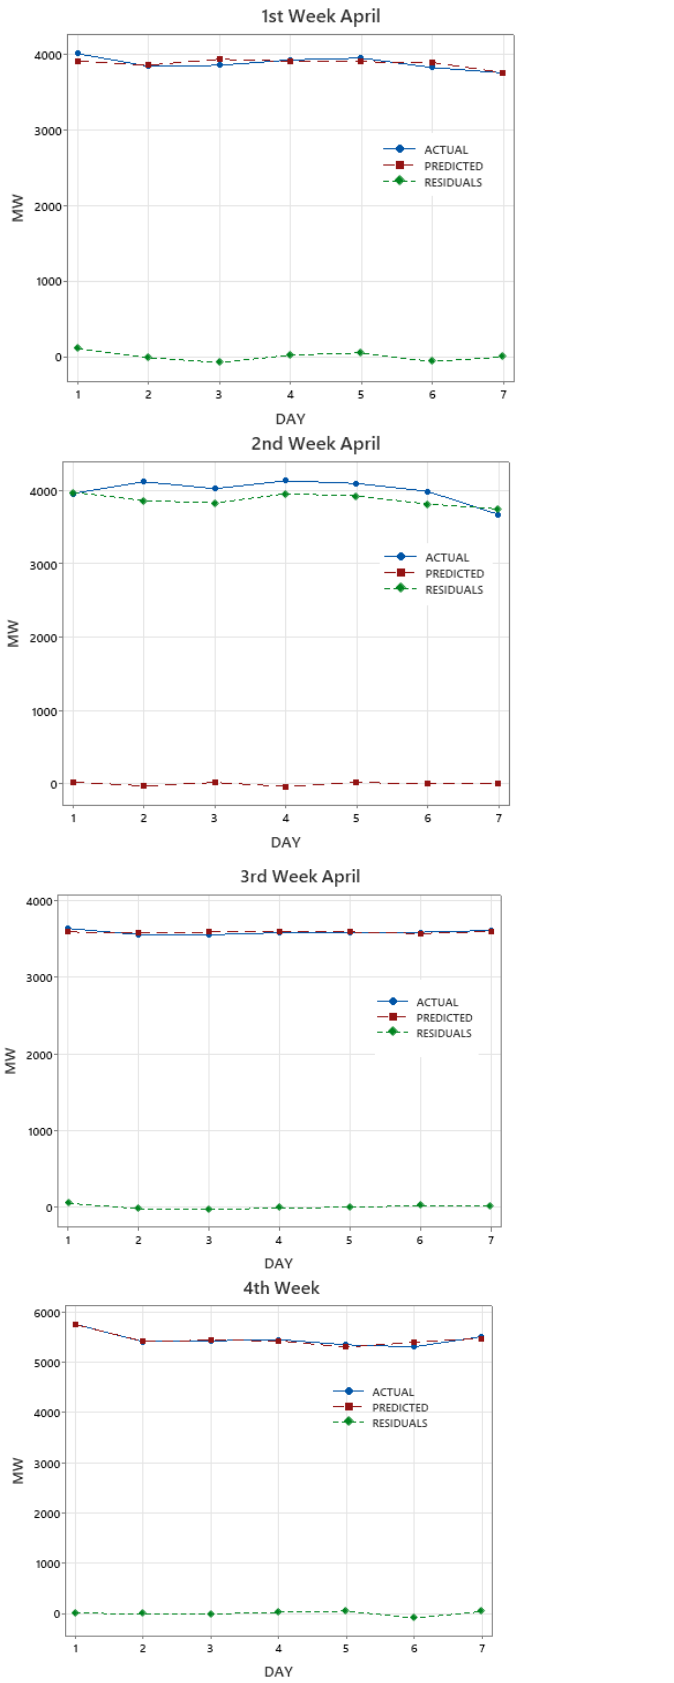 1st Week April
4000
3000
2000
1000
0
MW
ACTUAL
PREDICTED
RESIDUALS
1 2 3 4 5 6 7
DAY
2nd Week April
4000
3000
2000
1000
0
MW
ACTUAL
PREDICTED
RESIDUALS
1 2 3 4 5 6 7
DAY
3rd Week April
4000
3000
2000
1000
0
MW
ACTUAL
PREDICTED
RESIDUALS
1 2 3 4 5 6 7
DAY
4th Week
6000
5000
4000
3000
2000
1000
0
MW
ACTUAL
PREDICTED
RESIDUALS
1 2 3 4 5 6 7
DAY